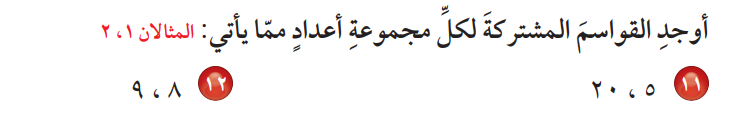 أوجدِ القواسمَ المشتركةَ لكلِّ مجموعةِ أعدادٍ ممّا يأتي: المثالان ١، ٢
١١ ٥ ، ٢٠ ١٢ ٨ ، ٩